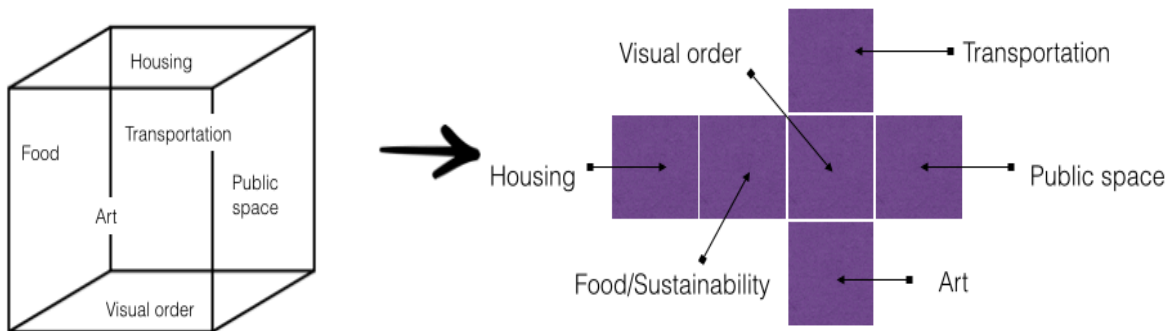 Housing
Transportation
Food
Public
space
Art
Visual order
Visual order
Transportation
Housing
Public space
Food/Sustainability
Art